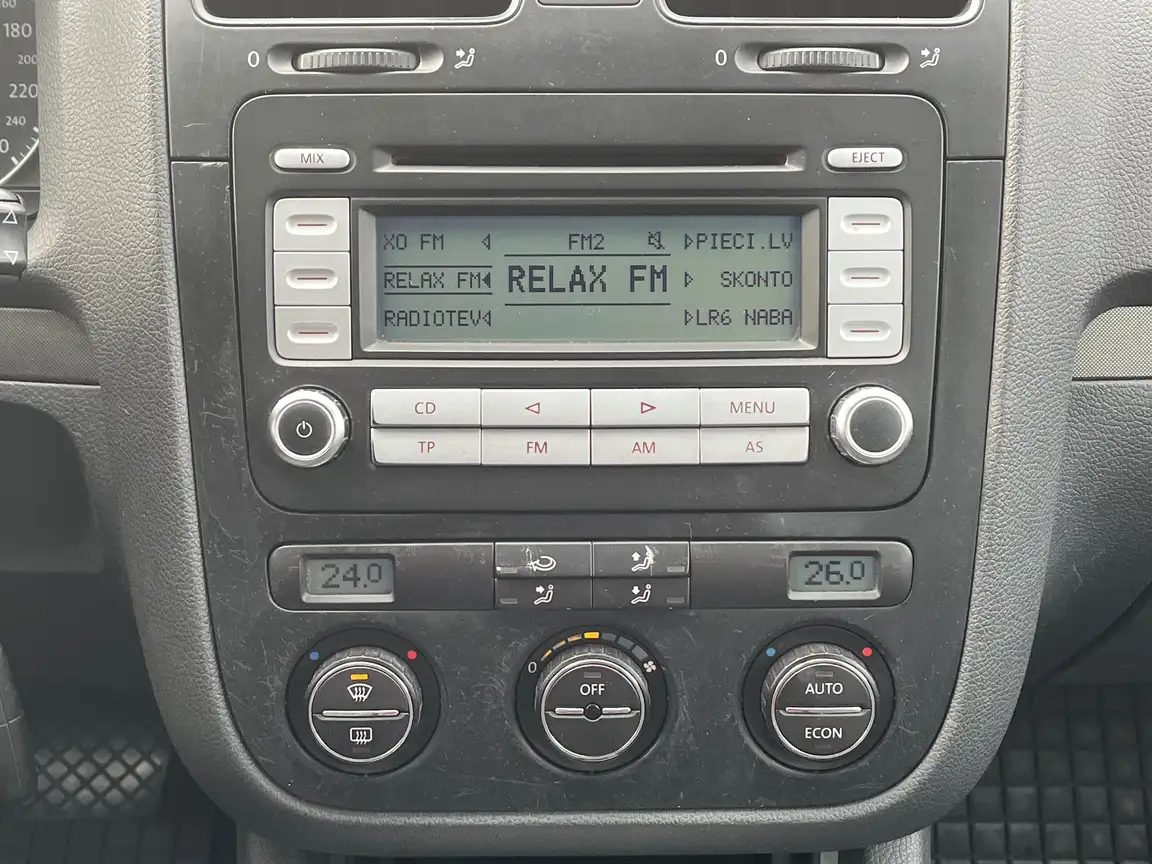 180
200
220
240
0
0
0
MIX
EJECT
XO FM FM2 PIECI.LV
RELAX FM RELAX FM SKONTO
RADIOTEV LR6 NABA
CD MENU
TP FM AM AS
24.0 26.0
0
OFF
AUTO
ECON